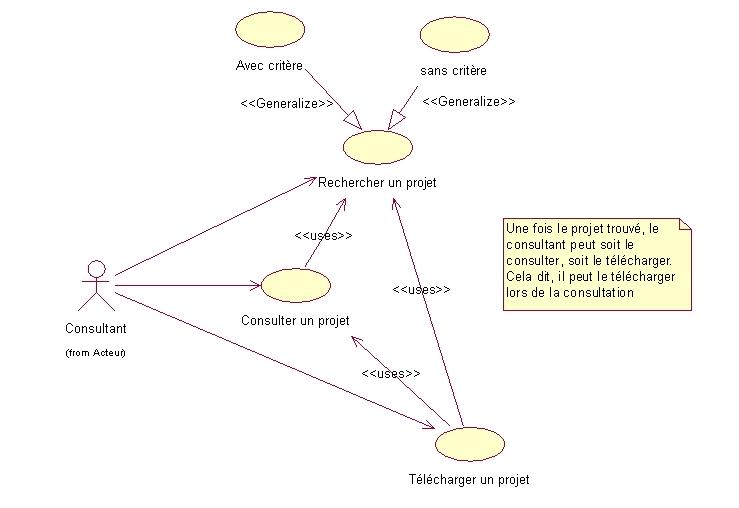 Avec critère
sans critère
<<Generalize>>
<<Generalize>>
Rechercher un projet
<<uses>>
Une fois le projet trouvé, le
consultant peut soit le
consulter, soit le télécharger.
Cela dit, il peut le télécharger
lors de la consultation
<<uses>>
Consultant
(from Acteur)
Consulter un projet
<<uses>>
Télécharger un projet